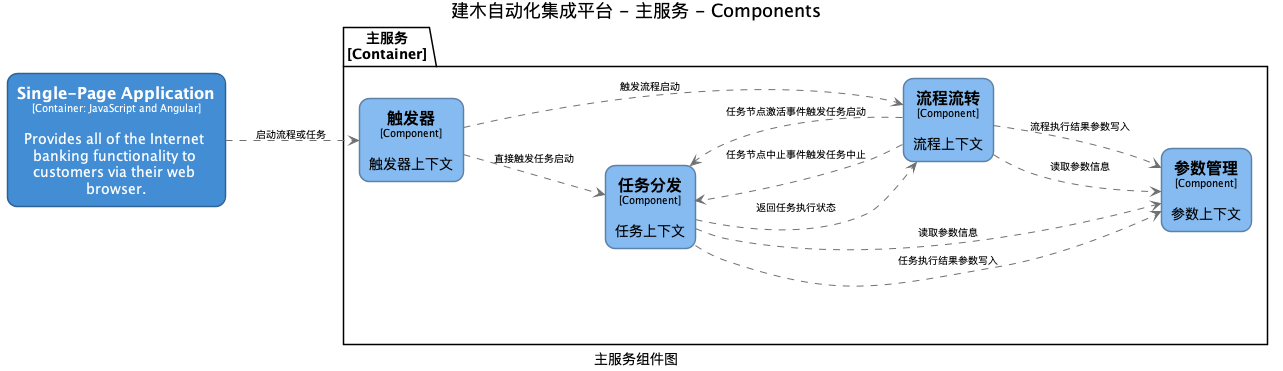 建木自动化集成平台 – 主服务 – Components
主服务
[Container]
Single-Page Application
[Container: JavaScript and Angular]
Provides all of the Internet
banking functionality to
customers via their web
browser.
启动流程或任务
触发器
[Component]
触发器上下文
触发流程启动
直接触发任务启动
任务分发
[Component]
任务上下文
任务节点激活事件触发任务启动
任务节点中止事件触发任务中止
返回任务执行状态
流程流转
[Component]
流程上下文
流程执行结果参数写入
读取参数信息
读取参数信息
任务执行结果参数写入
参数管理
[Component]
参数上下文
主服务组件图